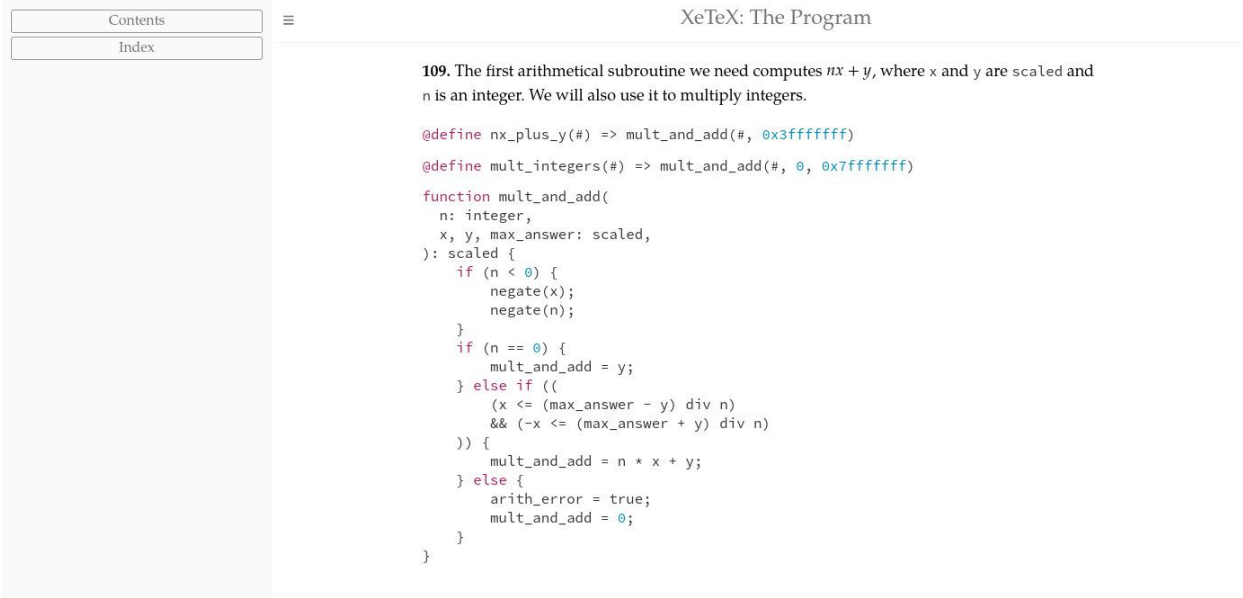 Contents
Index
☰
XeTeX: The Program
109. The first arithmetical subroutine we need computes nx + y, where x and y are scaled and
n is an integer. We will also use it to multiply integers.
@define nx_plus_y(#) => mult_and_add(#, 0x3fffffff)
@define mult_integers(#) => mult_and_add(#, 0, 0x7fffffff)
function mult_and_add(
  n: integer,
  x, y, max_answer: scaled,
): scaled {
    if (n < 0) {
        negate(x);
        negate(n);
    }
    if (n == 0) {
        mult_and_add = y;
    } else if ((
        (x <= (max_answer - y) div n)
        && (-x <= (max_answer + y) div n)
    )) {
        mult_and_add = n * x + y;
    } else {
        arith_error = true;
        mult_and_add = 0;
    }
}